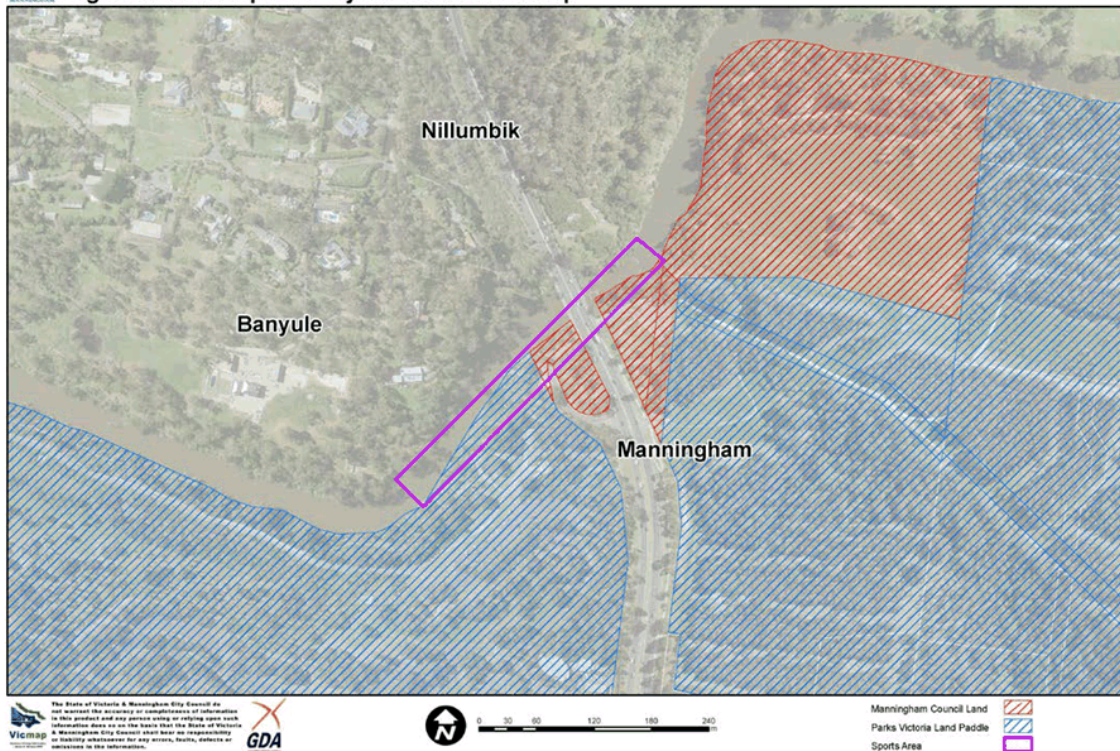 Nillumbik
Banyule
Manningham
Vicmap
The State of Victoria & Manningham City Council do
not warrant the accuracy or completeness of information
in this product and any person using or relying upon such
information does so on the basis that the State of Victoria
& Manningham City Council shall bear no responsibility
or liability whatsoever for any errors, faults, defects or
omissions in the information.
GDA
N
0 30 60 120 180 240
m
Manningham Council Land
Parks Victoria Land Paddle
Sports Area